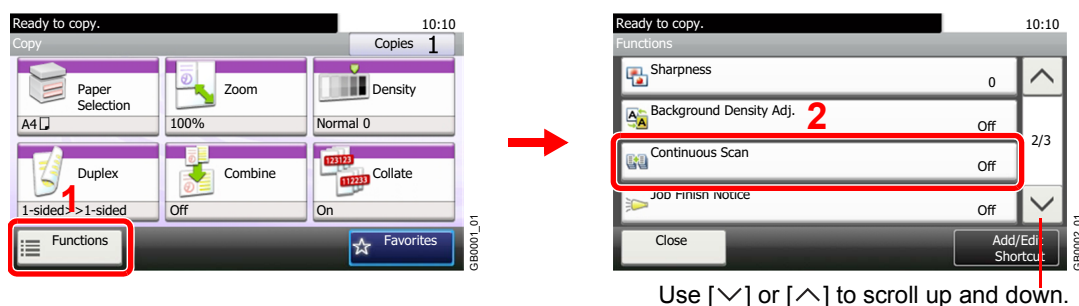 Ready to copy.
10:10
Copy
Copies 1
Paper
Selection
A4
Zoom
100%
Density
Normal 0
Duplex
1
1-sided>>1-sided
Combine
Off
123123
112233
Collate
On
Functions
Favorites
GB0001_01
Ready to copy.
10:10
Functions
Sharpness
0
Background Density Adj.
2
Off
2/3
Continuous Scan
Off
Job Finish Notice
Off
Close
Add/Edit
Shortcut
GB0002_01
Use [∨] or [∧] to scroll up and down.